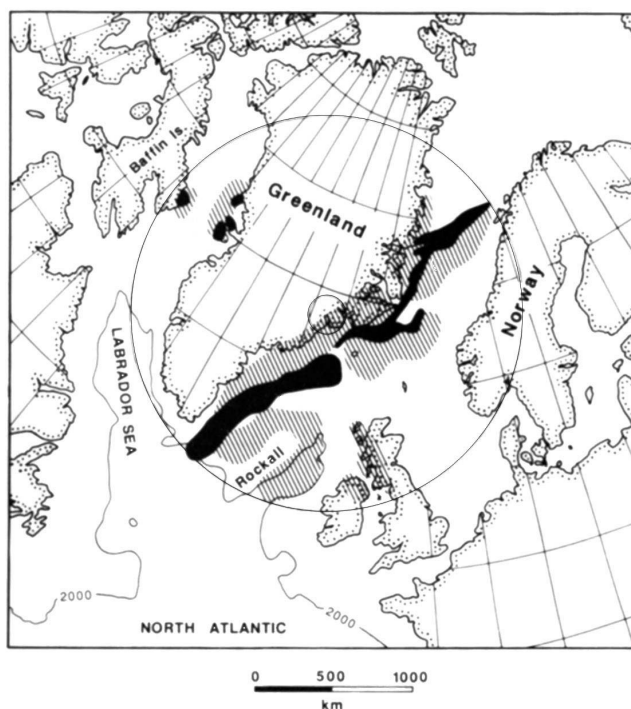 Baffin Is.
Greenland
Norway
LABRADOR SEA
Rockall
2000
2000
NORTH ATLANTIC
0 500 1000
km